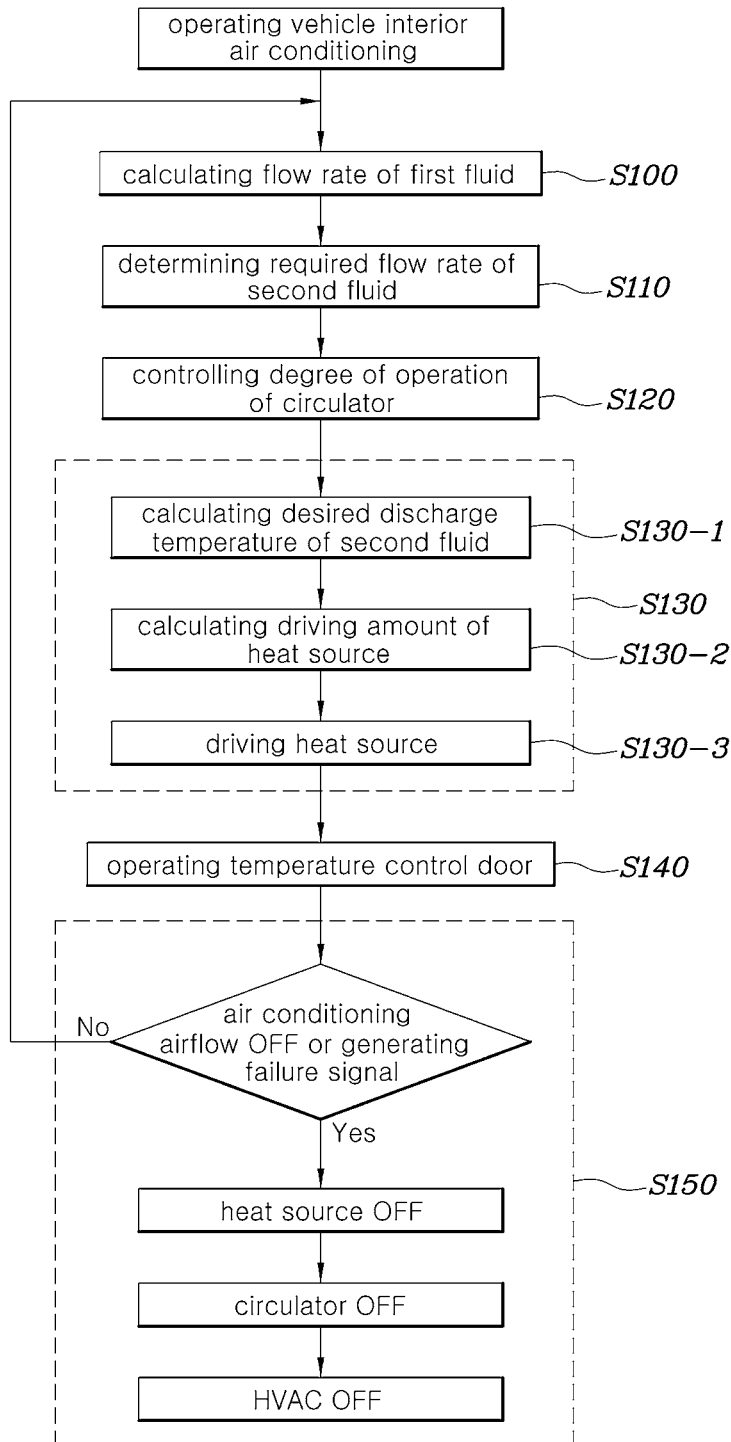 operating vehicle interior
air conditioning
calculating flow rate of first fluid
S100
determining required flow rate of
second fluid
S110
controlling degree of operation
of circulator
S120
calculating desired discharge
temperature of second fluid
S130-1
S130
calculating driving amount of
heat source
S130-2
driving heat source
S130-3
operating temperature control door
S140
air conditioning
airflow OFF or generating
failure signal
No
Yes
heat source OFF
S150
circulator OFF
HVAC OFF